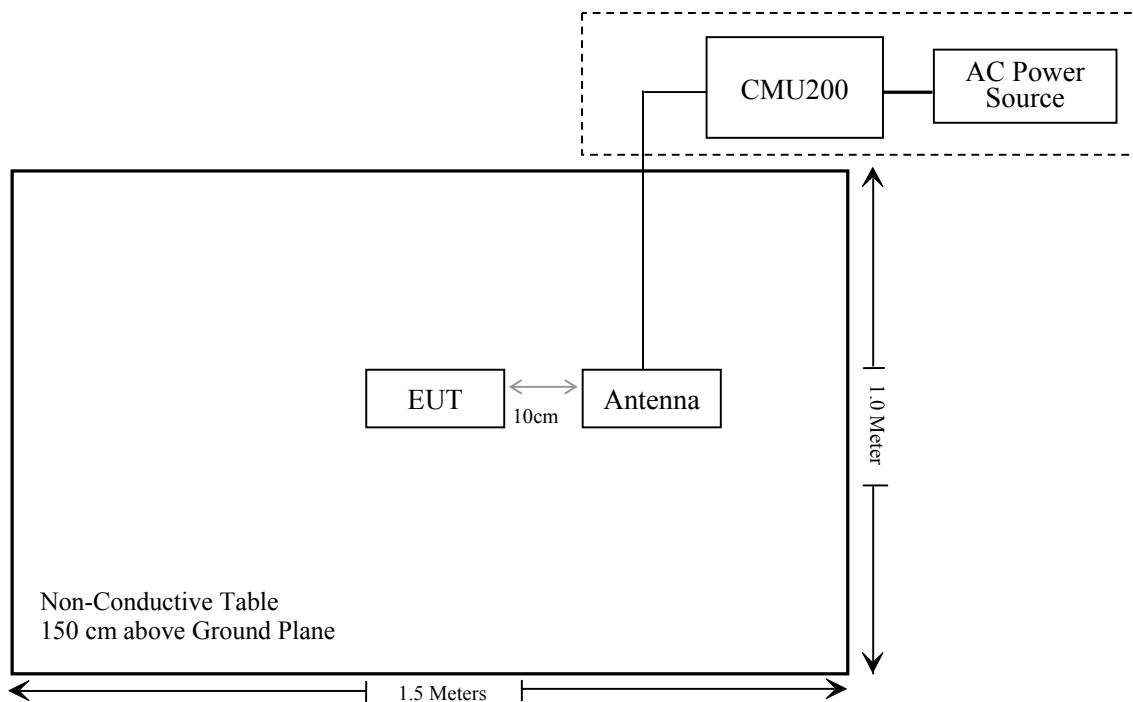 CMU200
AC Power
Source
EUT
10cm
Antenna
1.0 Meter
Non-Conductive Table
150 cm above Ground Plane
1.5 Meters